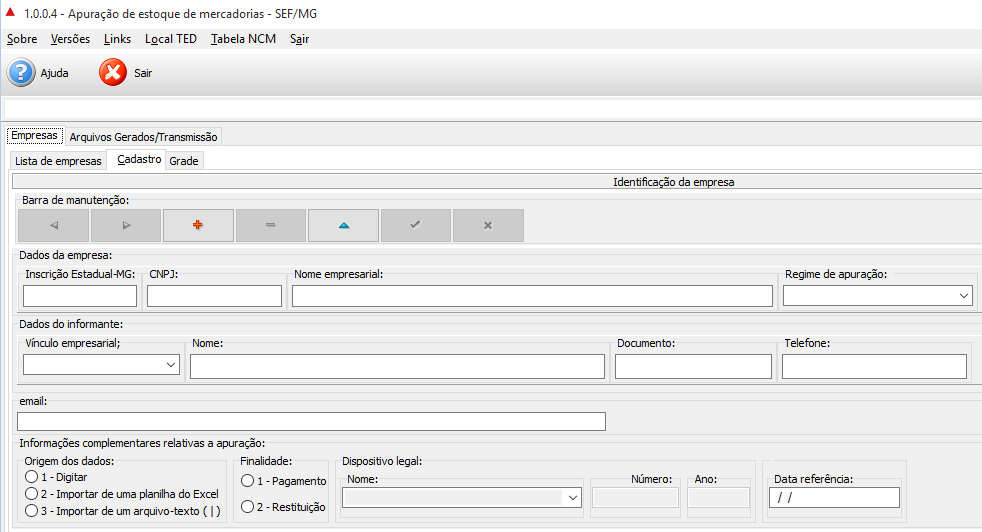 1.0.0.4 - Apuração de estoque de mercadorias - SEF/MG
Sobre Versões Links Local TED Tabela NCM Sair
Ajuda Sair
Empresas Arquivos Gerados/Transmissão
Lista de empresas Cadastro Grade
Identificação da empresa
Barra de manutenção:
Dados da empresa:
Inscrição Estadual-MG: CNPJ: Nome empresarial: Regime de apuração:
Dados do informante:
Vínculo empresarial; Nome: Documento: Telefone:
email:
Informações complementares relativas a apuração:
Origem dos dados: Finalidade: Dispositivo legal:
1 - Digitar 1 - Pagamento Nome: Número: Ano: Data referência:
2 - Importar de uma planilha do Excel / /
3 - Importar de um arquivo-texto ( | ) 2 - Restituição